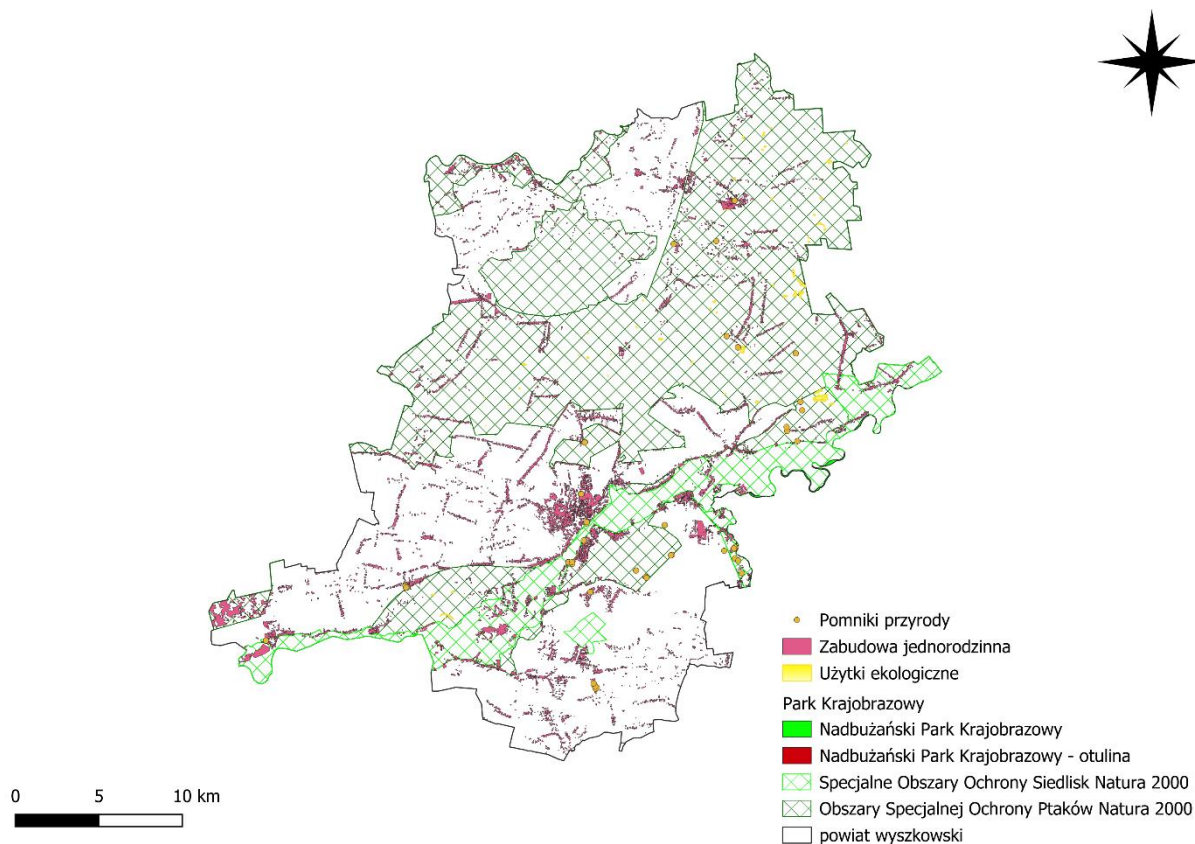 Pomniki przyrody
Zabudowa jednorodzinna
Użytki ekologiczne
Park Krajobrazowy
Nadbużański Park Krajobrazowy
Nadbużański Park Krajobrazowy - otulina
Specjalne Obszary Ochrony Siedlisk Natura 2000
Obszary Specjalnej Ochrony Ptaków Natura 2000
powiat wyszkowski
0 5 10 km